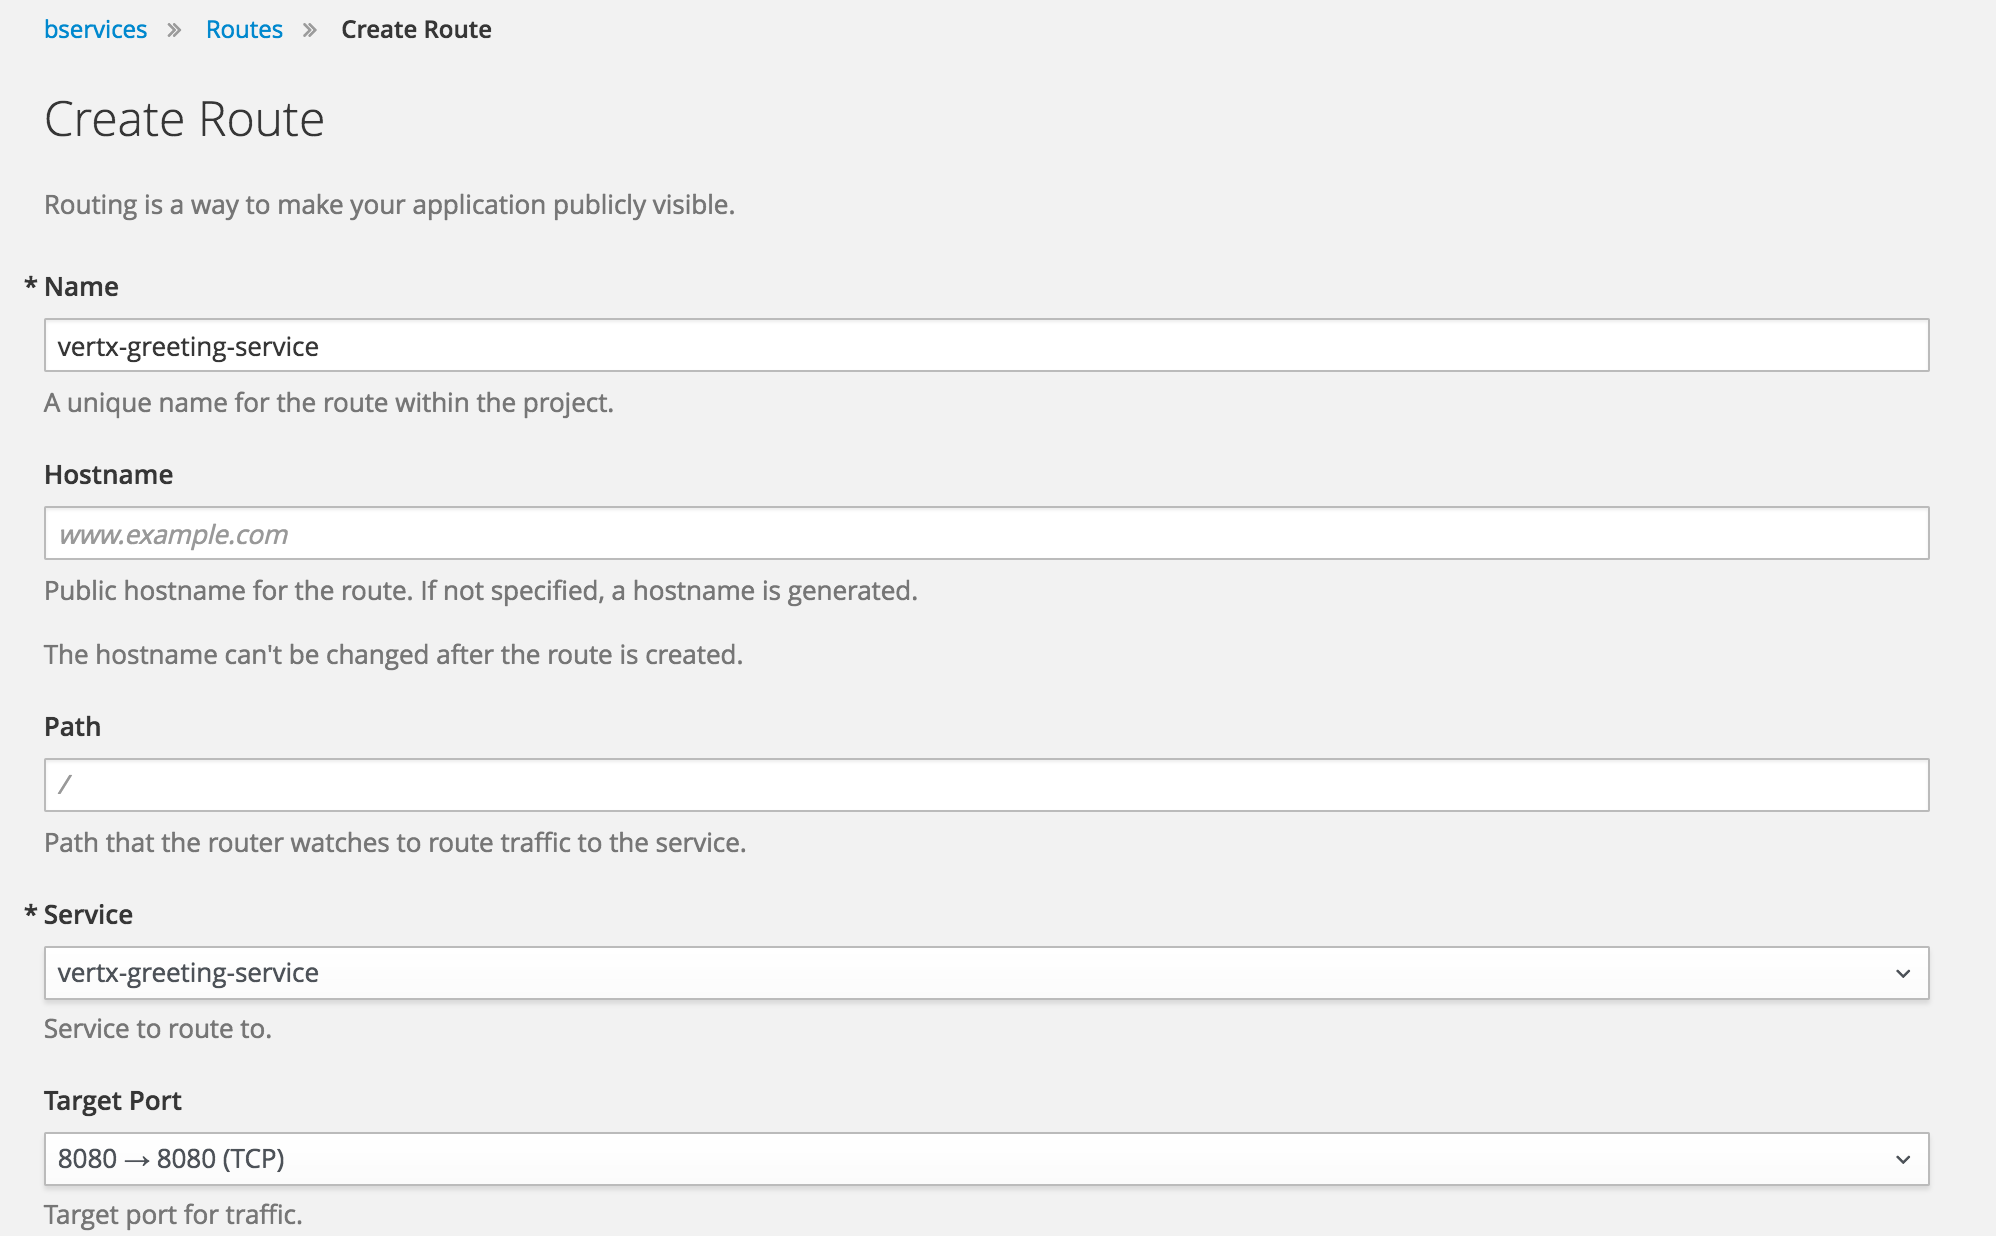 bservices » Routes » Create Route
Create Route
Routing is a way to make your application publicly visible.
* Name
vertx-greeting-service
A unique name for the route within the project.
Hostname
www.example.com
Public hostname for the route. If not specified, a hostname is generated.
The hostname can't be changed after the route is created.
Path
/
Path that the router watches to route traffic to the service.
* Service
vertx-greeting-service
Service to route to.
Target Port
8080 → 8080 (TCP)
Target port for traffic.